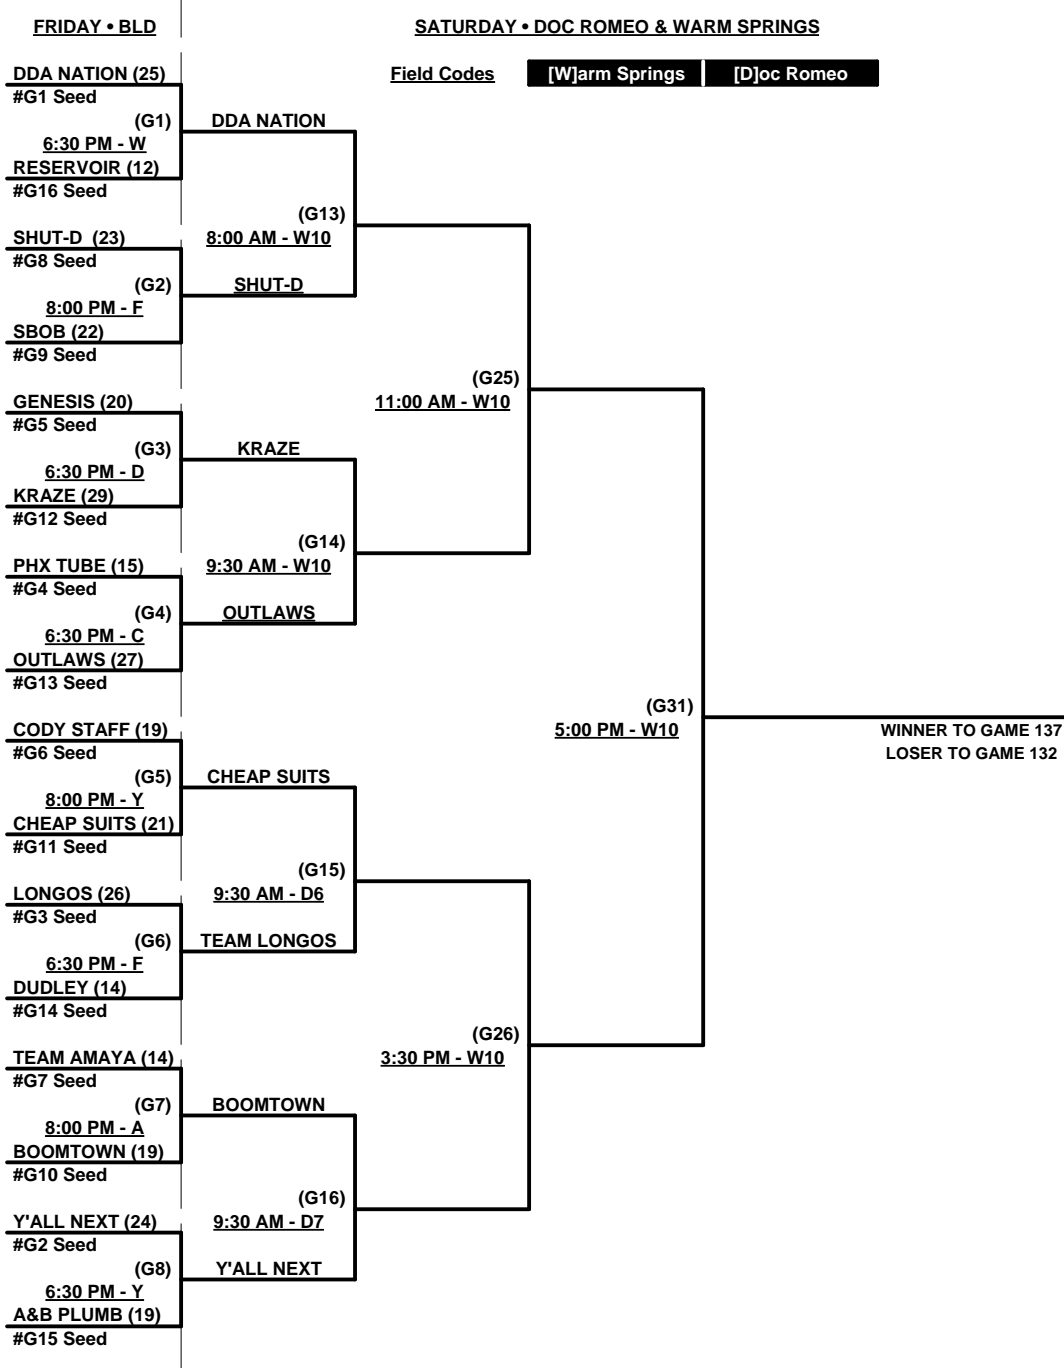 FRIDAY • BLD
SATURDAY • DOC ROMEO & WARM SPRINGS
Field Codes [W]arm Springs [D]oc Romeo
DDA NATION (25)
#G1 Seed
(G1)
6:30 PM - W
RESERVOIR (12)
#G16 Seed
DDA NATION
(G13)
8:00 AM - W10
SHUT-D (23)
#G8 Seed
(G2)
8:00 PM - F
SBOB (22)
#G9 Seed
SHUT-D
(G25)
11:00 AM - W10
GENESIS (20)
#G5 Seed
(G3)
6:30 PM - D
KRAZE (29)
#G12 Seed
KRAZE
(G14)
9:30 AM - W10
PHX TUBE (15)
#G4 Seed
(G4)
6:30 PM - C
OUTLAWS (27)
#G13 Seed
OUTLAWS
(G31)
5:00 PM - W10
WINNER TO GAME 137
LOSER TO GAME 132
CODY STAFF (19)
#G6 Seed
(G5)
8:00 PM - Y
CHEAP SUITS (21)
#G11 Seed
CHEAP SUITS
(G15)
9:30 AM - D6
LONGOS (26)
#G3 Seed
(G6)
6:30 PM - F
DUDLEY (14)
#G14 Seed
TEAM LONGOS
(G26)
3:30 PM - W10
TEAM AMAYA (14)
#G7 Seed
(G7)
8:00 PM - A
BOOMTOWN (19)
#G10 Seed
BOOMTOWN
(G16)
9:30 AM - D7
Y'ALL NEXT (24)
#G2 Seed
(G8)
6:30 PM - Y
A&B PLUMB (19)
#G15 Seed
Y'ALL NEXT